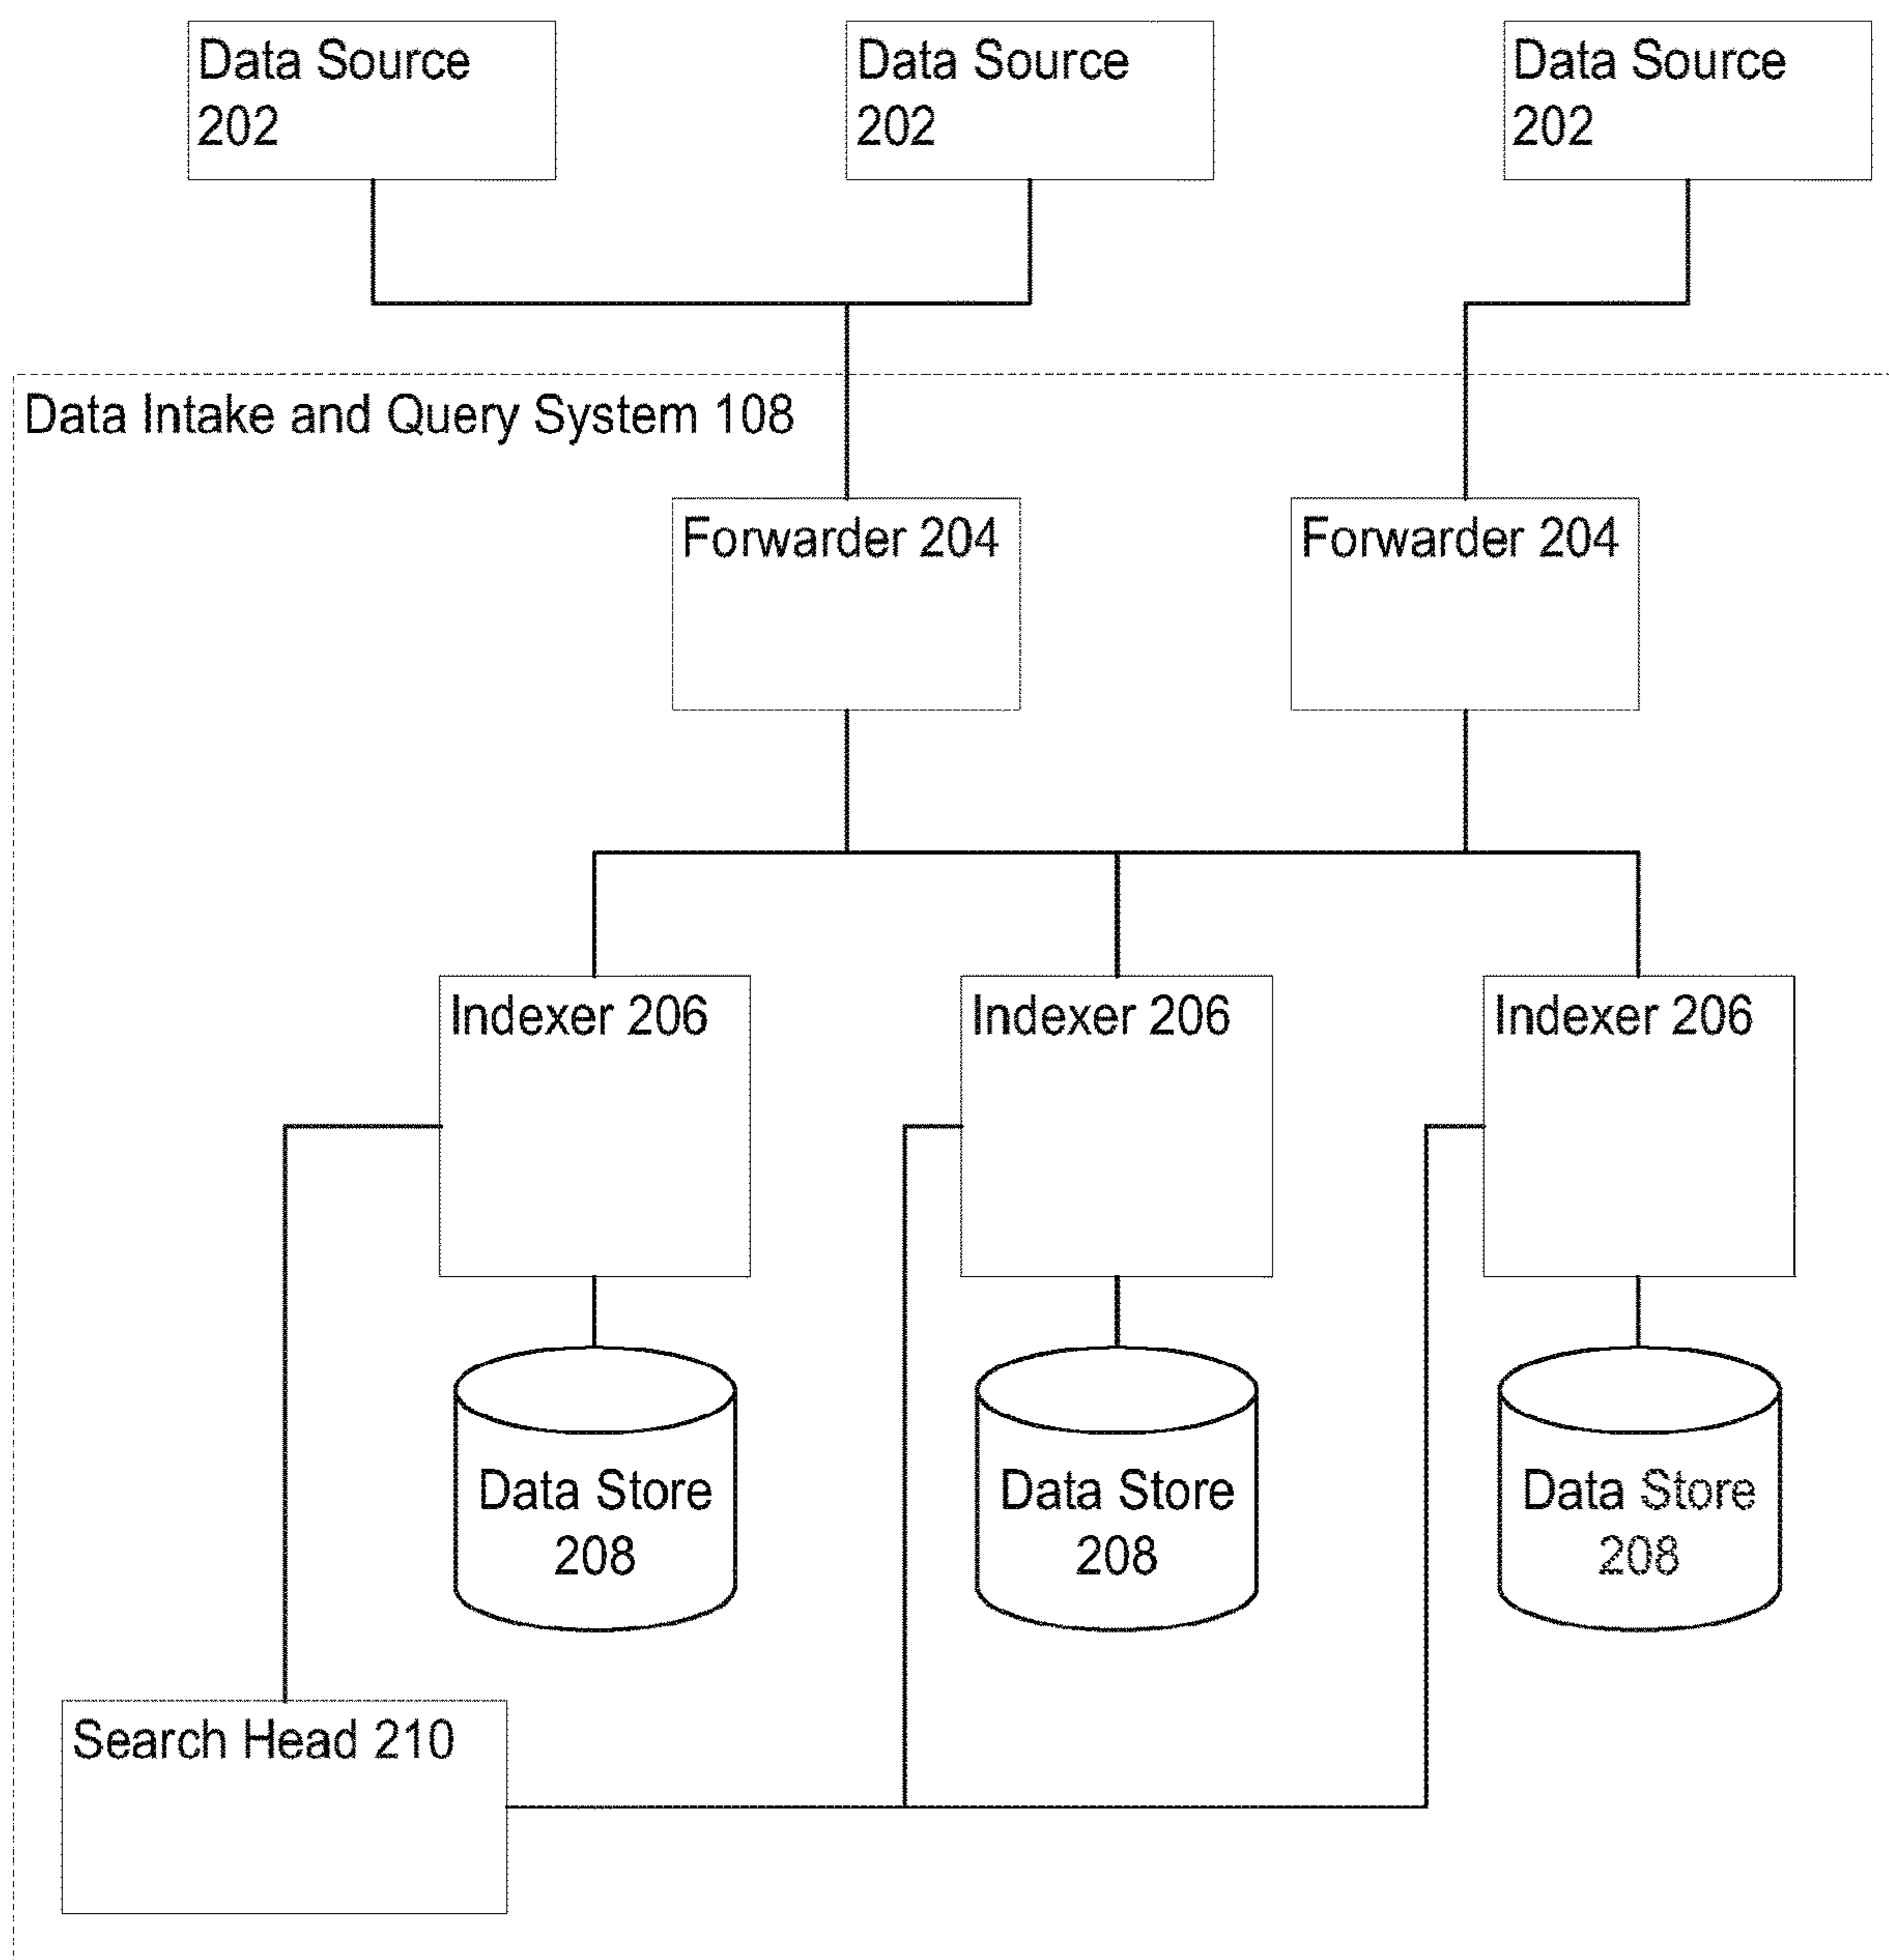 Data Source
202
Data Source
202
Data Source
202
Data Intake and Query System 108
Forwarder 204
Forwarder 204
Indexer 206
Indexer 206
Indexer 206
Data Store
208
Data Store
208
Data Store
208
Search Head 210